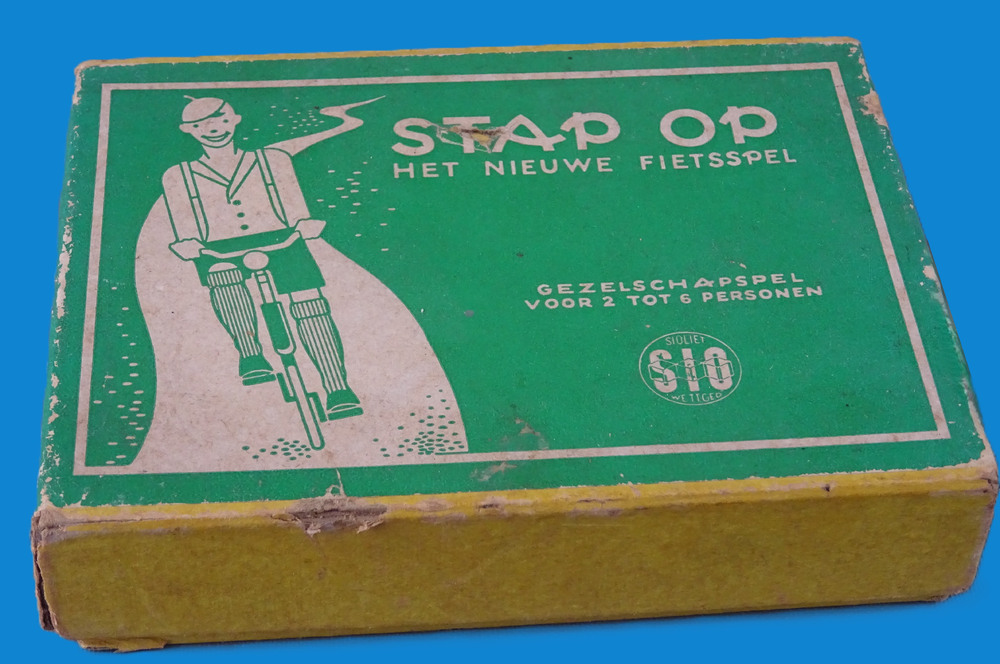 STAP OP
HET NIEUWE FIETSSPEL
GEZELSCHAPSPEL
VOOR 2 TOT 6 PERSONEN
SIO